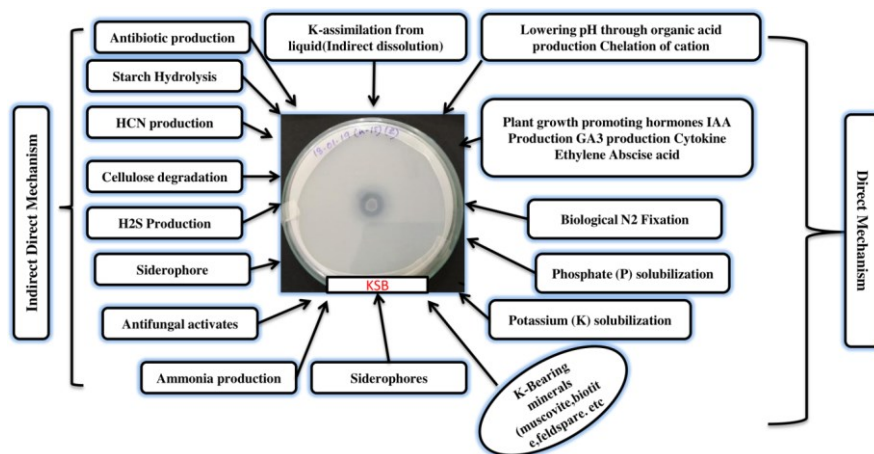 Antibiotic production
K-assimilation from
liquid(Indirect dissolution)
Lowering pH through organic acid
production Chelation of cation
Starch Hydrolysis
HCN production
Plant growth promoting hormones IAA
Production GA3 production Cytokine
Ethylene Abscise acid
Cellulose degradation
H2S Production
Biological N2 Fixation
Siderophore
Phosphate (P) solubilization
KSB
Antifungal activates
Potassium (K) solubilization
Ammonia production
Siderophores
K-Bearing
minerals
(muscovite,biotit
e,feldspare. etc
Indirect Direct Mechanism
Direct Mechanism